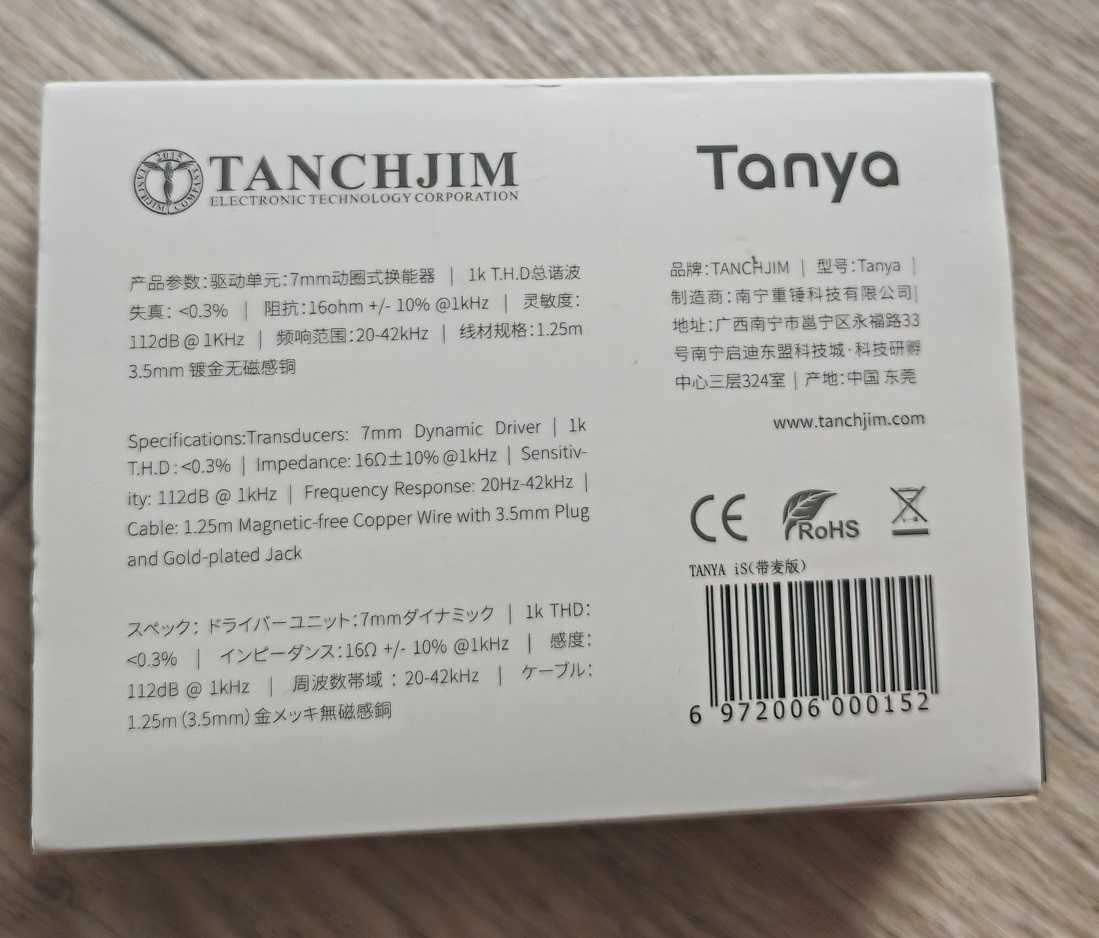 2015
TANCHJIM
TANCHJIM
ELECTRONIC TECHNOLOGY CORPORATION
产品参数:驱动单元:7mm动圈式换能器 | 1k T.H.D总谐波
失真: <0.3% | 阻抗:16ohm +/- 10% @1kHz | 灵敏度:
112dB @ 1KHz | 频响范围:20-42kHz | 线材规格:1.25m
3.5mm 镀金无磁感铜
Specifications:Transducers: 7mm Dynamic Driver | 1k
T.H.D : <0.3% | Impedance: 16Ω±10% @1kHz | Sensitiv-
ity: 112dB @ 1kHz | Frequency Response: 20Hz-42kHz |
Cable: 1.25m Magnetic-free Copper Wire with 3.5mm Plug
and Gold-plated Jack
スペック: ドライバーユニット:7mmダイナミック | 1k THD:
<0.3% | インピーダンス:16Ω +/- 10% @1kHz | 感度:
112dB @ 1kHz | 周波数帯域 : 20-42kHz | ケーブル:
1.25m (3.5mm) 金メッキ無磁感銅
Tanya
品牌:TANCHJIM | 型号:Tanya |
制造商:南宁重锤科技有限公司|
地址:广西南宁市邕宁区永福路33
号南宁启迪东盟科技城·科技研孵
中心三层324室 | 产地:中国 东莞
www.tanchjim.com
CE
RoHS
TANYA iS(带麦版)
6 972006 000152